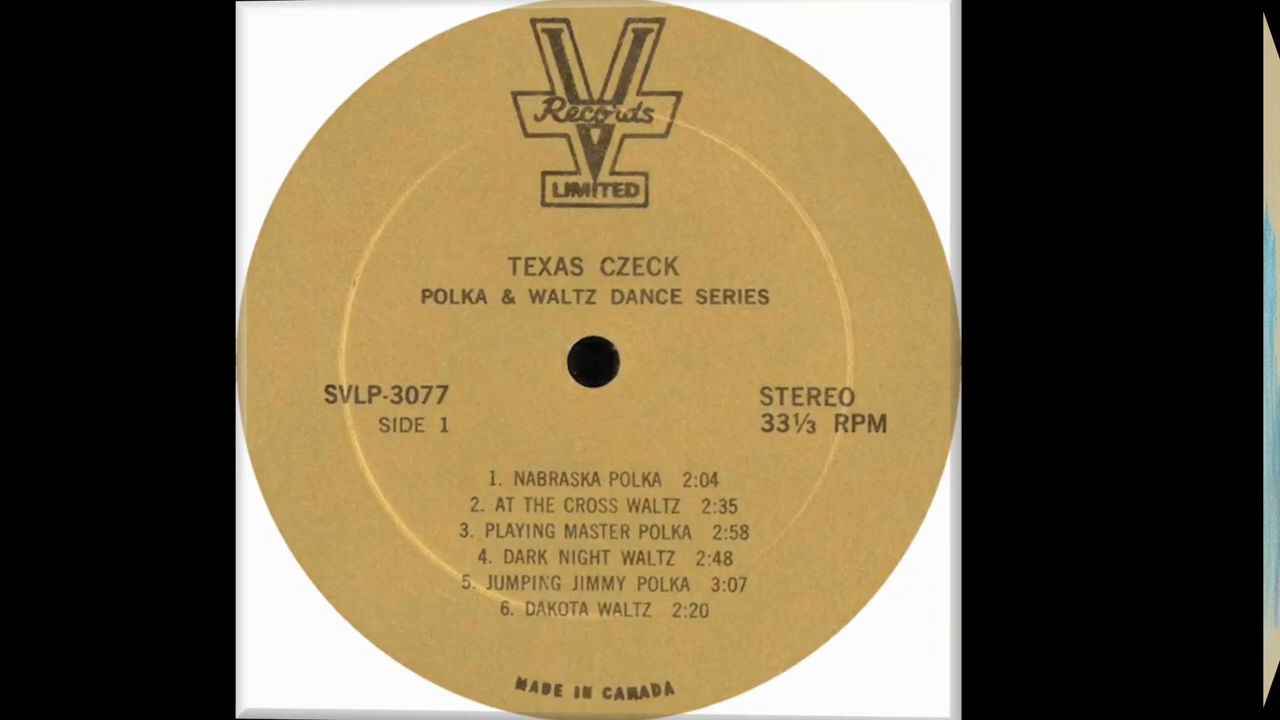 V
Records
LIMITED
TEXAS CZECK
POLKA & WALTZ DANCE SERIES
SVLP-3077
SIDE 1
STEREO
33⅓ RPM
1. NABRASKA POLKA 2:04
2. AT THE CROSS WALTZ 2:35
3. PLAYING MASTER POLKA 2:58
4. DARK NIGHT WALTZ 2:48
5. JUMPING JIMMY POLKA 3:07
6. DAKOTA WALTZ 2:20
MADE IN CANADA